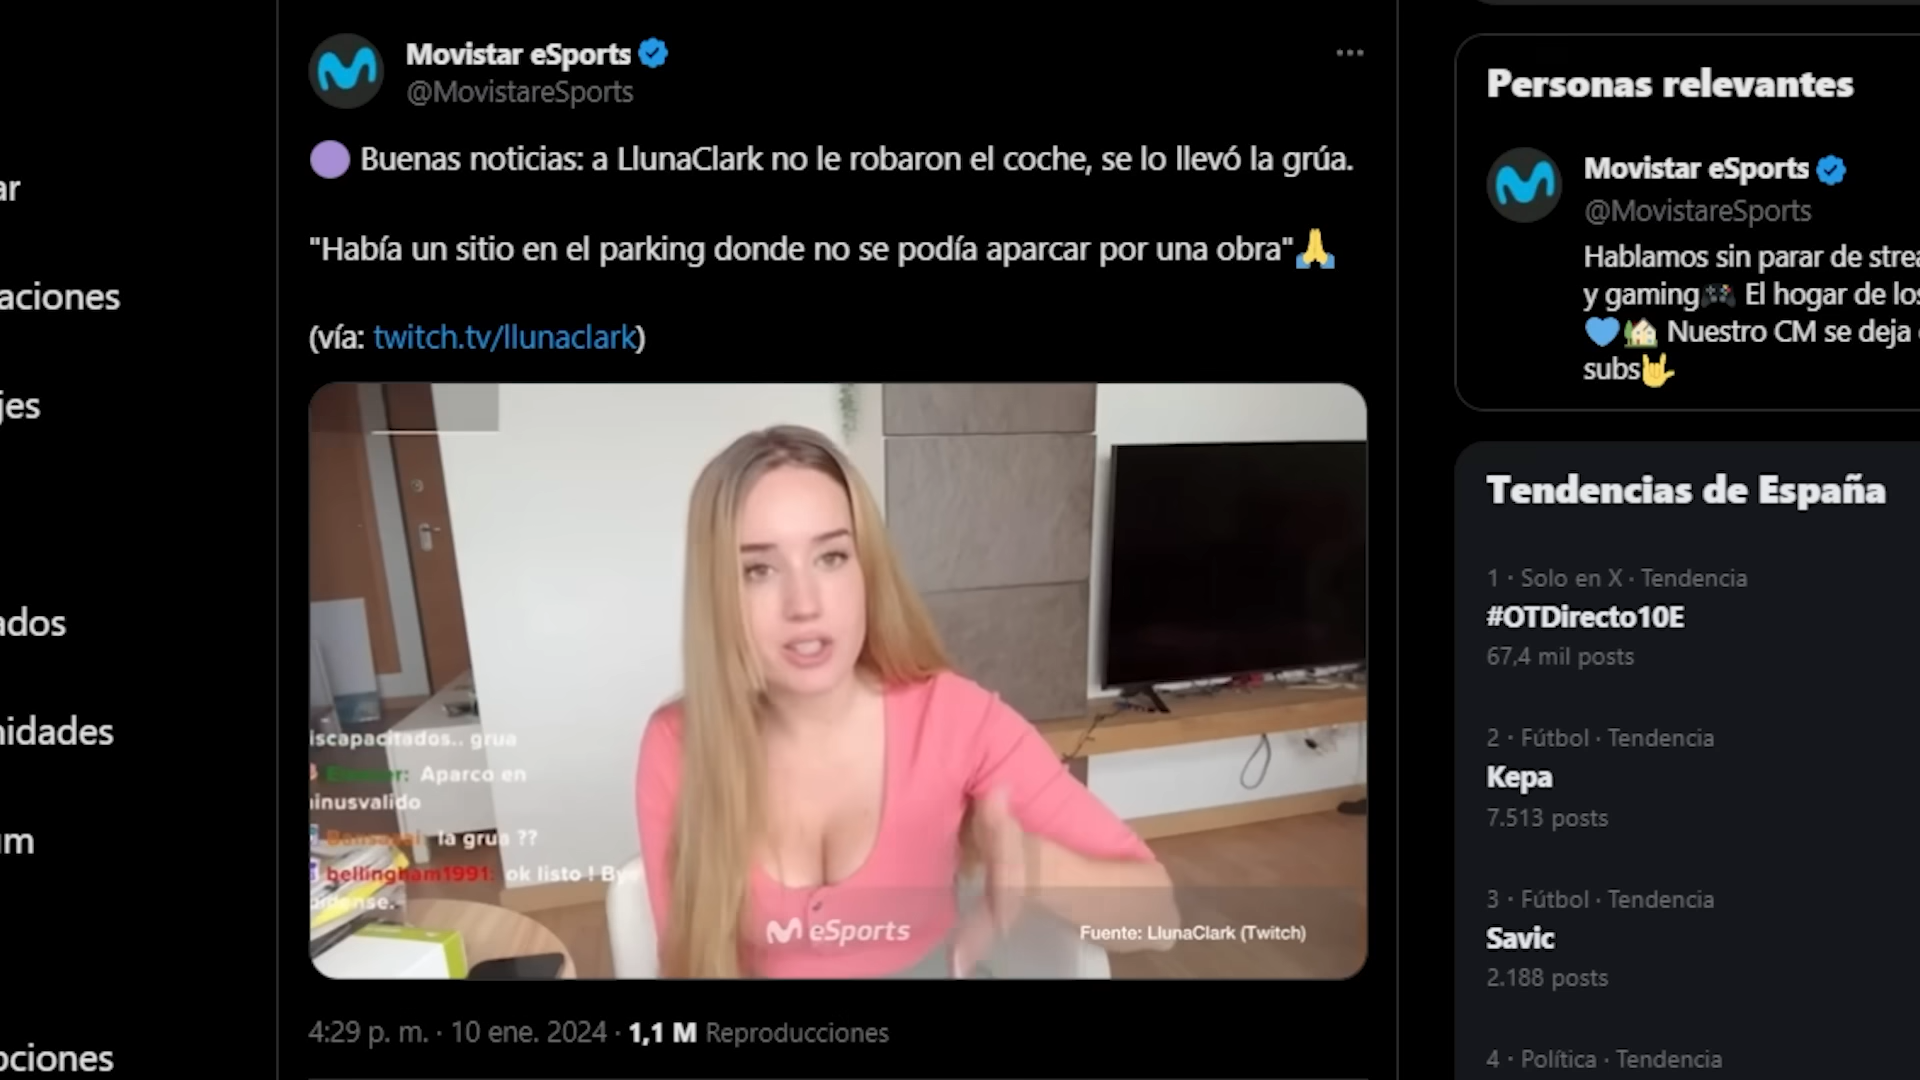 ar
aciones
jes
ados
nidades
um
pciones
Movistar eSports
@MovistareSports
Buenas noticias: a LlunaClark no le robaron el coche, se lo llevó la grúa.
"Había un sitio en el parking donde no se podía aparcar por una obra"🙏
(vía: twitch.tv/llunaclark)
iscapacitados.. grua
Aparco en
inusvalido
la grua ??
bellingham1991: ok listo ! By
eSports
Fuente: LlunaClark (Twitch)
4:29 p. m. · 10 ene. 2024 · 1,1 M Reproducciones
Personas relevantes
Movistar eSports
@MovistareSports
Hablamos sin parar de strea
y gaming🎮 El hogar de los
💙🏡 Nuestro CM se deja
subs🤟
Tendencias de España
1 · Solo en X · Tendencia
#OTDirecto10E
67,4 mil posts
2 · Fútbol · Tendencia
Kepa
7.513 posts
3 · Fútbol · Tendencia
Savic
2.188 posts
4 · Política · Tendencia